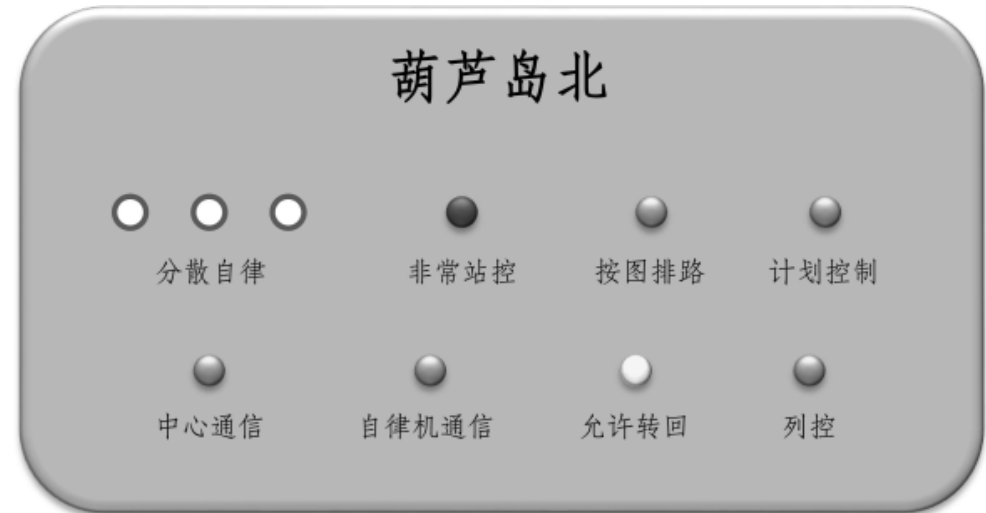 葫芦岛北
分散自律 非常站控 按图排路 计划控制
中心通信 自律机通信 允许转回 列控